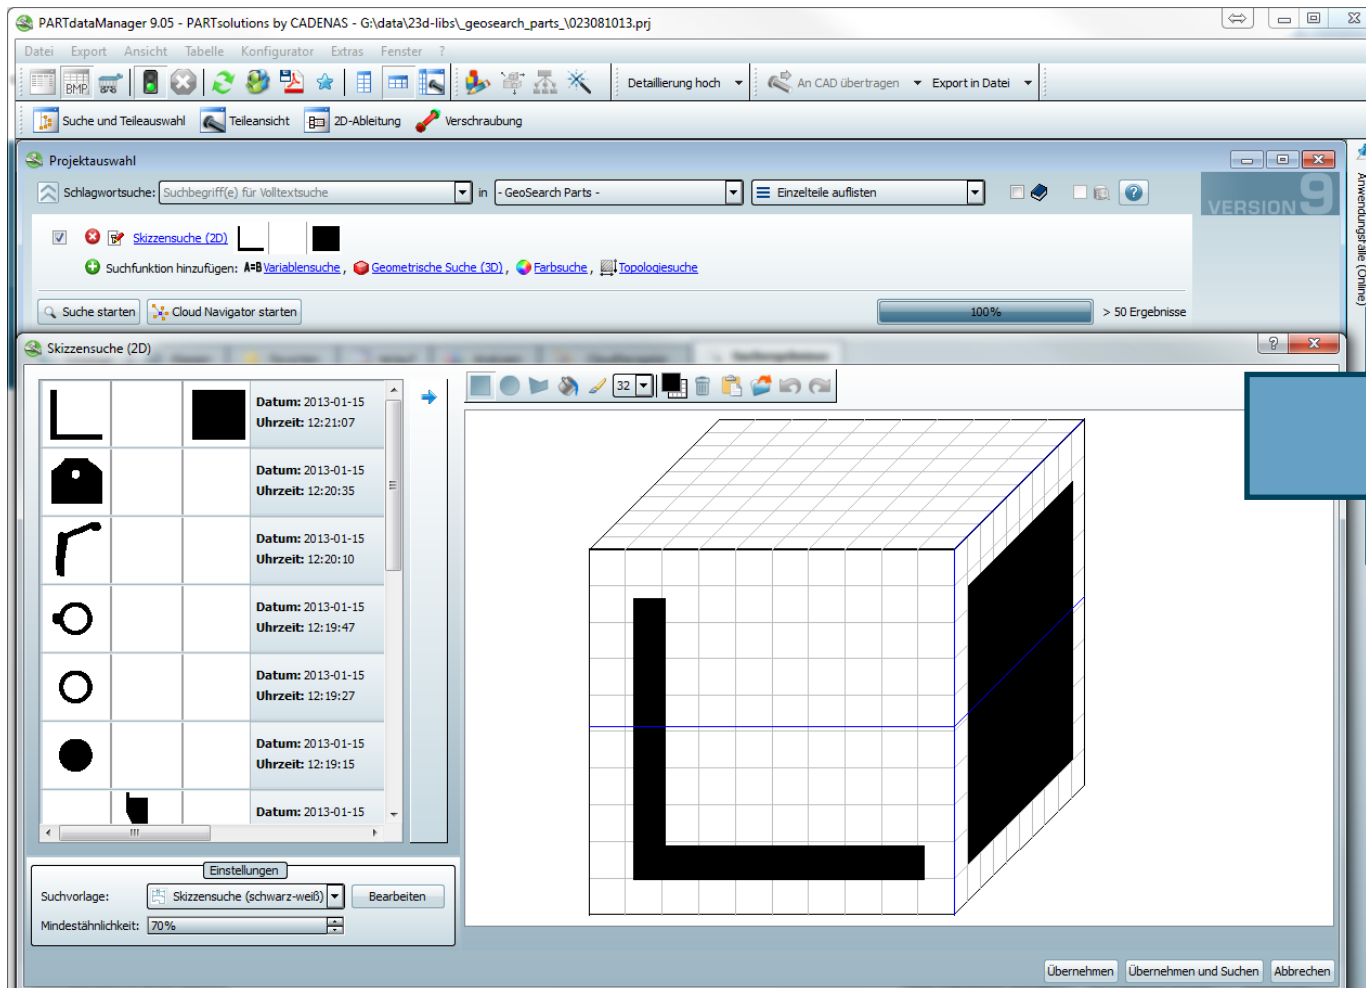 PARTdataManager 9.05 - PARTsolutions by CADENAS - G:\data\23d-libs\_geosearch_parts_\023081013.prj
Datei Export Ansicht Tabelle Konfigurator Extras Fenster ?
BMP Detaillierung hoch An CAD übertragen Export in Datei
Suche und Teileauswahl Teileansicht 2D-Ableitung Verschraubung
Projektauswahl
Schlagwortsuche: Suchbegriff(e) für Volltextsuche in - GeoSearch Parts - Einzelteile auflisten
VERSION 9
Skizzensuche (2D)
Suchfunktion hinzufügen: A=B Variablensuche, Geometrische Suche (3D), Farbsuche, Topologiesuche
Suche starten Cloud Navigator starten 100% > 50 Ergebnisse
Anwendungsfälle (Online)
Skizzensuche (2D)
32
Datum: 2013-01-15
Uhrzeit: 12:21:07
Datum: 2013-01-15
Uhrzeit: 12:20:35
Datum: 2013-01-15
Uhrzeit: 12:20:10
Datum: 2013-01-15
Uhrzeit: 12:19:47
Datum: 2013-01-15
Uhrzeit: 12:19:27
Datum: 2013-01-15
Uhrzeit: 12:19:15
Datum: 2013-01-15
Einstellungen
Suchvorlage: Skizzensuche (schwarz-weiß) Bearbeiten
Mindestähnlichkeit: 70%
Übernehmen Übernehmen und Suchen Abbrechen